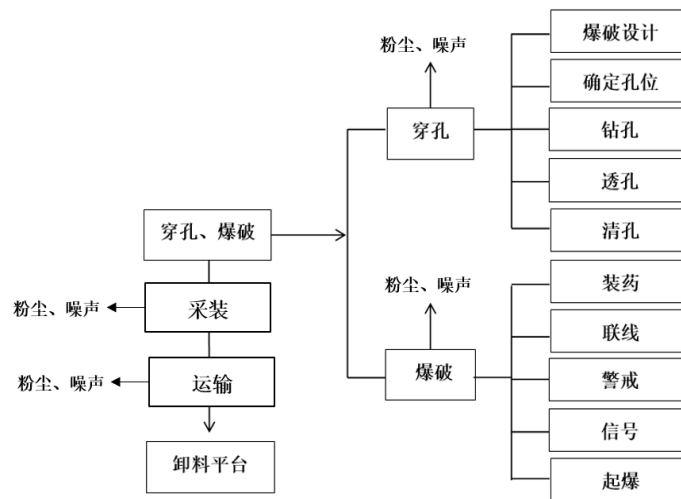 爆破设计
粉尘、噪声
确定孔位
穿孔
钻孔
透孔
穿孔、爆破
清孔
粉尘、噪声
装药
粉尘、噪声
采装
联线
爆破
警戒
粉尘、噪声
运输
信号
卸料平台
起爆